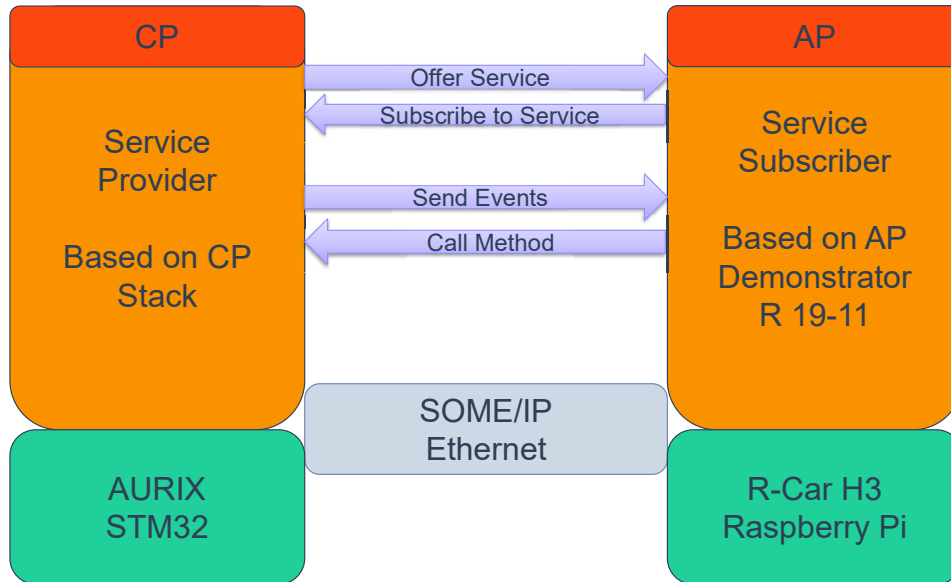 CP
AP
Offer Service
Subscribe to Service
Service
Provider
Service
Subscriber
Send Events
Call Method
Based on CP
Stack
Based on AP
Demonstrator
R 19-11
SOME/IP
Ethernet
AURIX
STM32
R-Car H3
Raspberry Pi